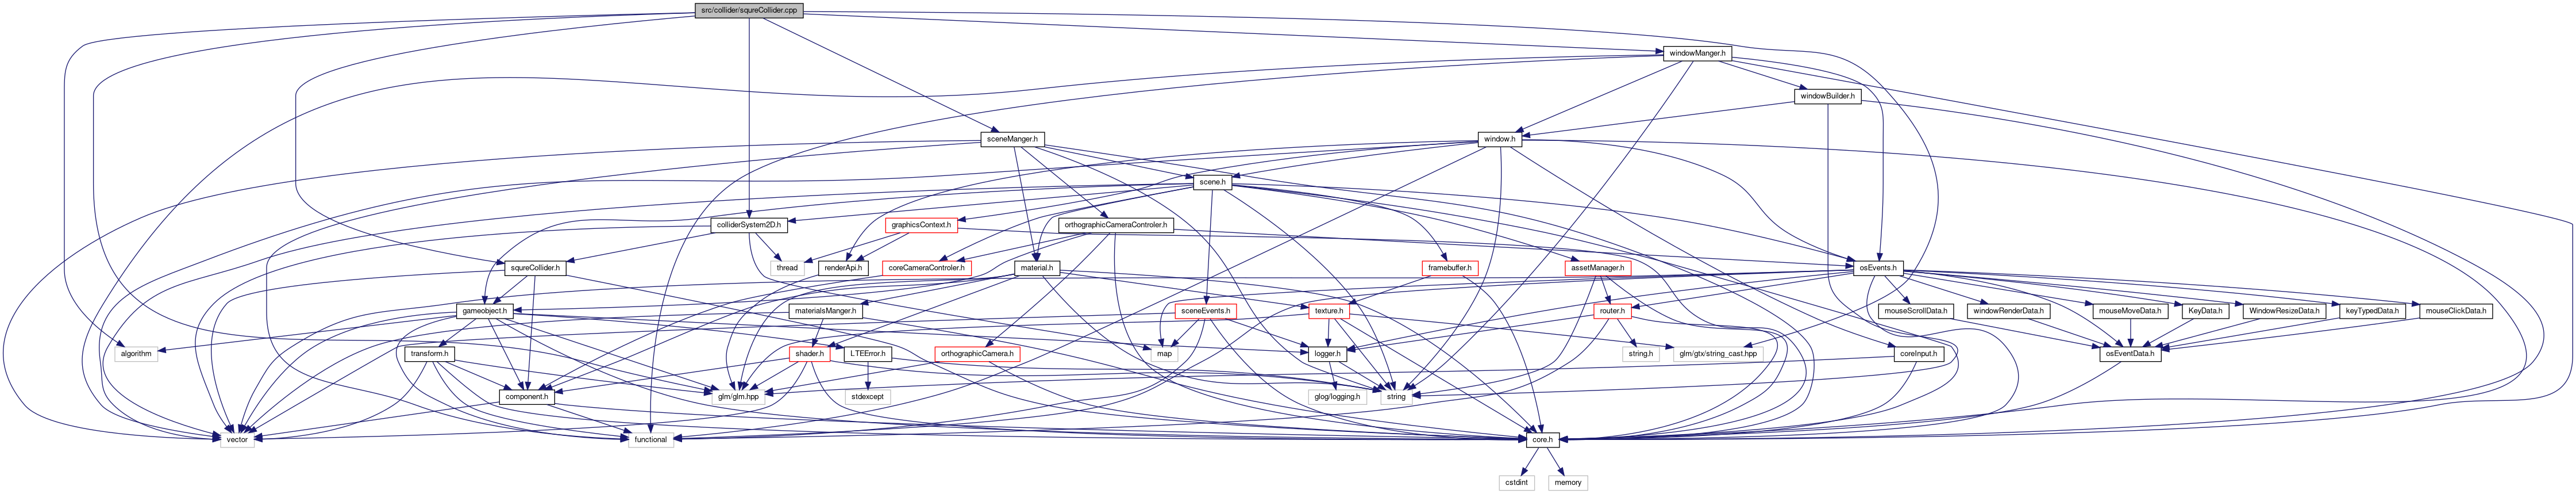 src/collider/squreCollider.cpp
windowManger.h
windowBuilder.h
sceneManger.h
window.h
scene.h
colliderSystem2D.h
graphicsContext.h
orthographicCameraControler.h
squreCollider.h
thread
renderApi.h
coreCameraControler.h
material.h
framebuffer.h
assetManager.h
osEvents.h
gameobject.h
materialsManger.h
sceneEvents.h
texture.h
router.h
mouseScrollData.h
windowRenderData.h
mouseMoveData.h
KeyData.h
WindowResizeData.h
keyTypedData.h
mouseClickData.h
algorithm
transform.h
LTEError.h
shader.h
orthographicCamera.h
map
logger.h
string.h
glm/gtx/string_cast.hpp
coreInput.h
osEventData.h
component.h
glm/glm.hpp
stdexcept
glog/logging.h
string
vector
functional
core.h
cstdint
memory